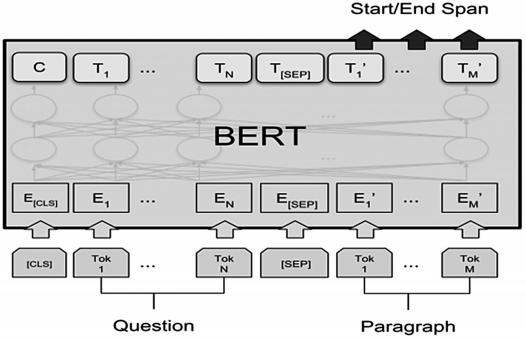 Start/End Span
C T1 ... TN T[SEP] T1' ... TM'
...
BERT
...
E[CLS] E1 ... EN E[SEP] E1' ... EM'
[CLS] Tok 1 ... Tok N [SEP] Tok 1 ... Tok M
Question Paragraph